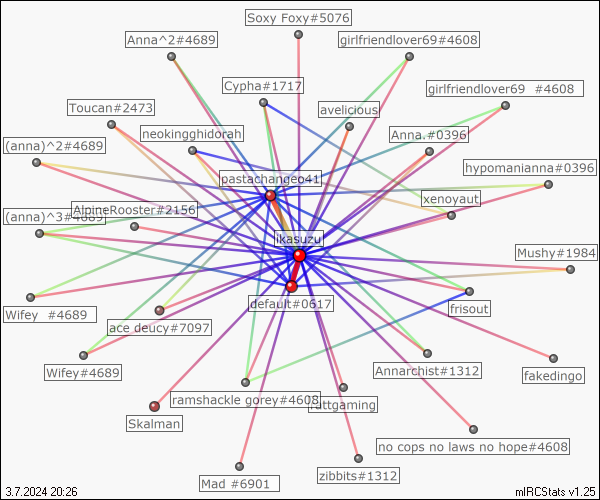 Soxy Foxy#5076
Anna^2#4689
girlfriendlover69#4608
Cypha#1717
girlfriendlover69 #4608
Toucan#2473
avelicious
neokingghidorah
Anna.#0396
(anna)^2#4689
hypomanianna#0396
pastachangeo41
xenoyaut
(anna)^3#4689
AlpineRooster#2156
ikasuzu
Mushy#1984
default#0617
frisout
Wifey #4689
ace deucy#7097
Wifey#4689
Annarchist#1312
fakedingo
ramshackle gorey#4608
rattgaming
Skalman
no cops no laws no hope#4608
Mad #6901
zibbits#1312
3.7.2024 20:26
mIRCStats v1.25